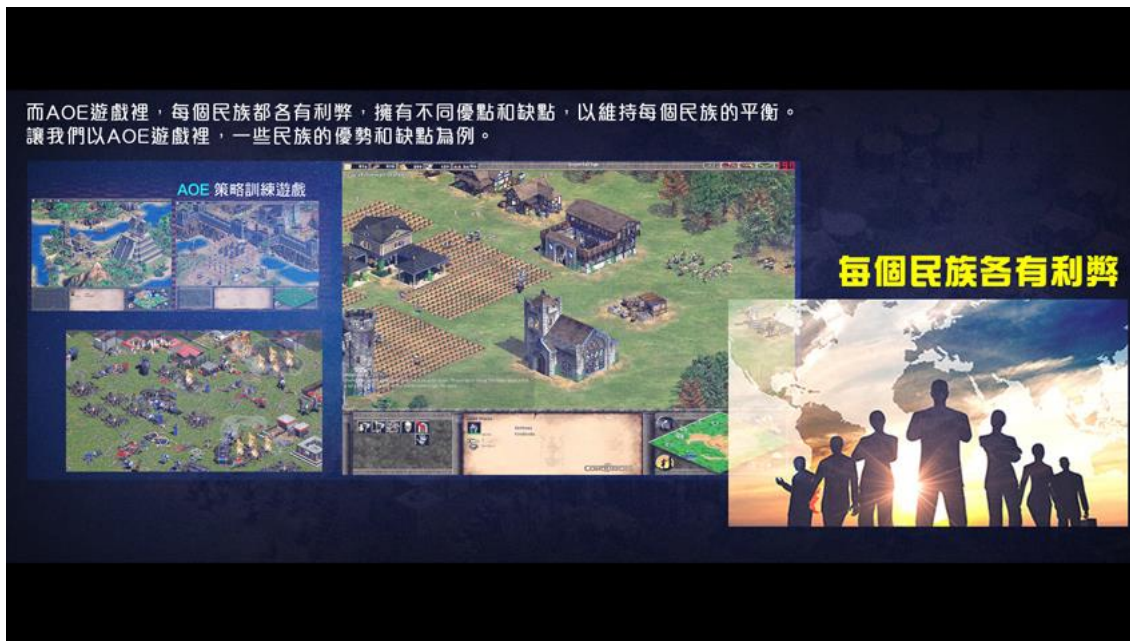 而AOE遊戲裡，每個民族都各有利弊，擁有不同優點和缺點，以維持每個民族的平衡。
讓我們以AOE遊戲裡，一些民族的優勢和缺點為例。
AOE 策略訓練遊戲
每個民族各有利弊